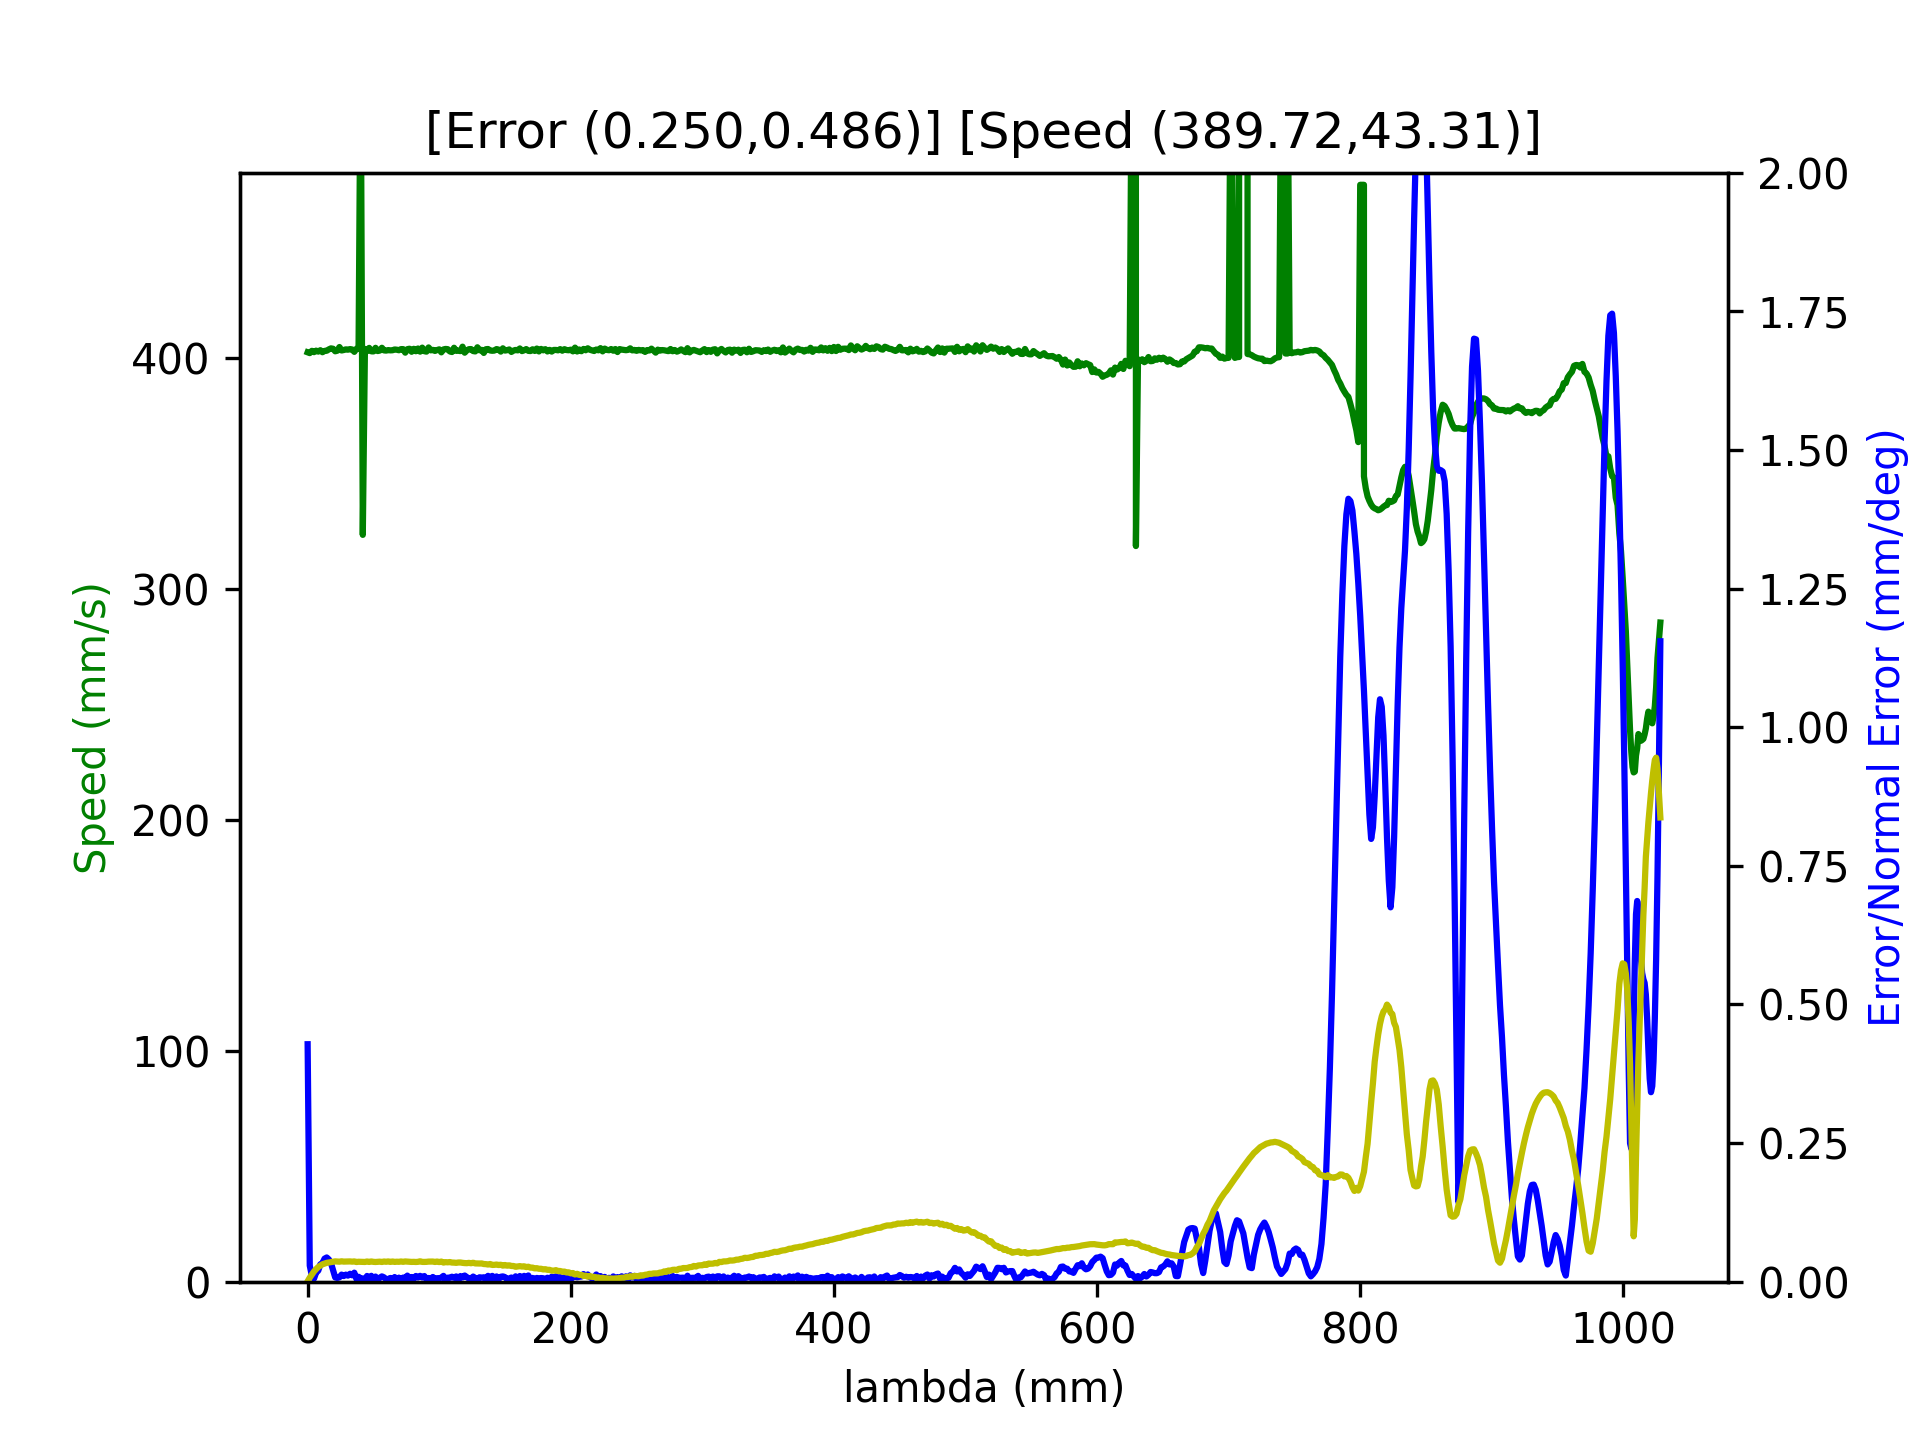 [Error (0.250,0.486)] [Speed (389.72,43.31)]
2.00
1.75
1.50
1.25
1.00
0.75
0.50
0.25
0.00
400
300
200
100
0
Speed (mm/s)
Error/Normal Error (mm/deg)
0 200 400 600 800 1000
lambda (mm)